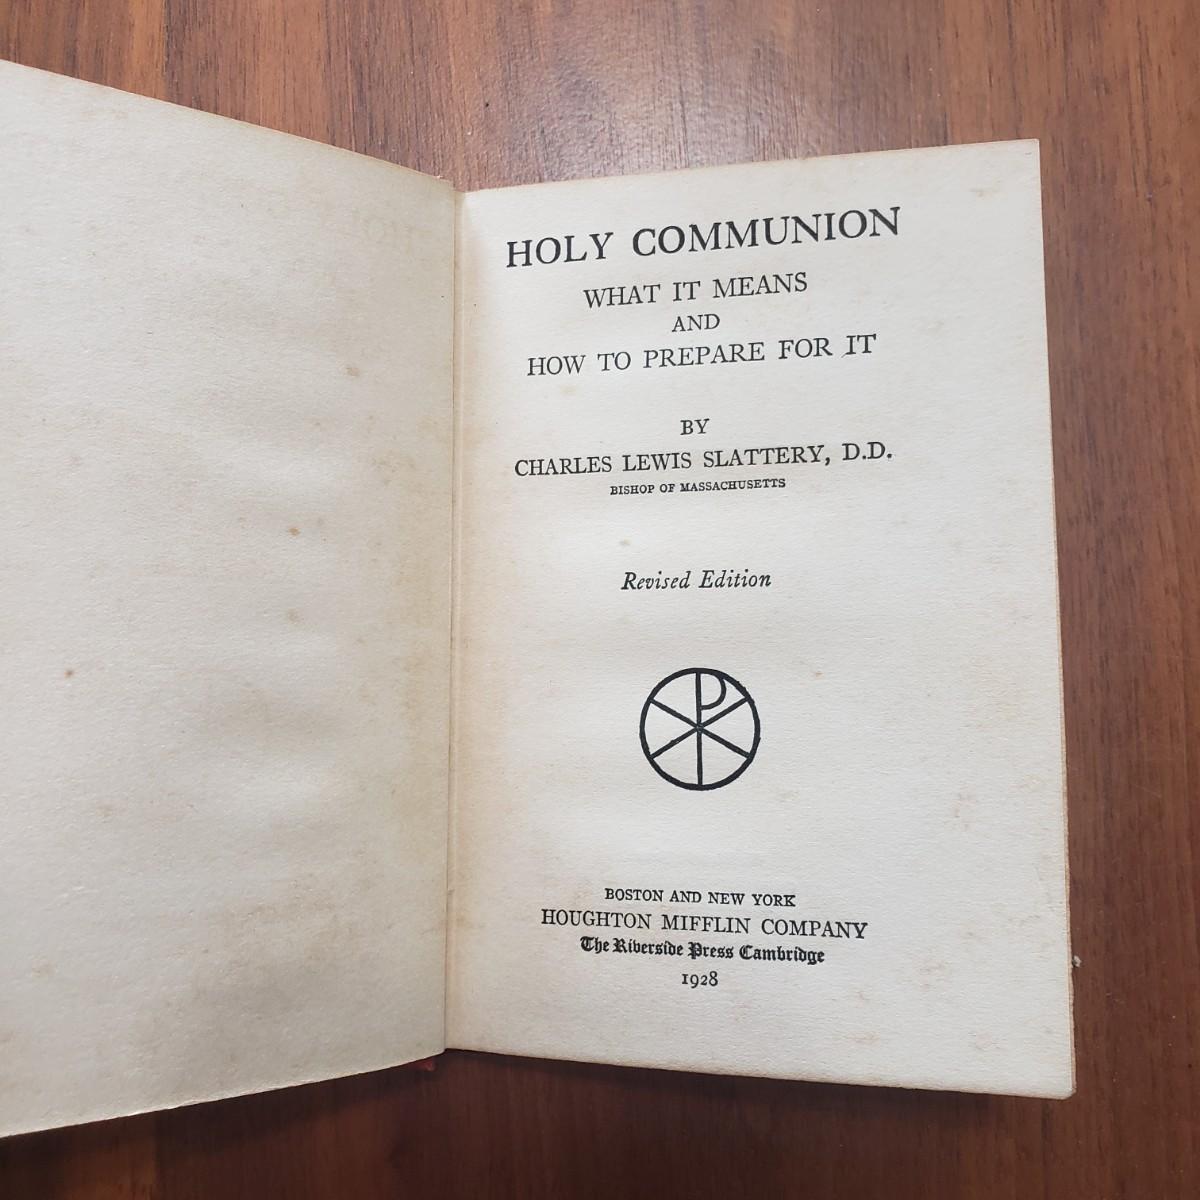 HOLY COMMUNION
WHAT IT MEANS
AND
HOW TO PREPARE FOR IT
BY
CHARLES LEWIS SLATTERY, D.D.
BISHOP OF MASSACHUSETTS
Revised Edition
BOSTON AND NEW YORK
HOUGHTON MIFFLIN COMPANY
The Riverside Press Cambridge
1928